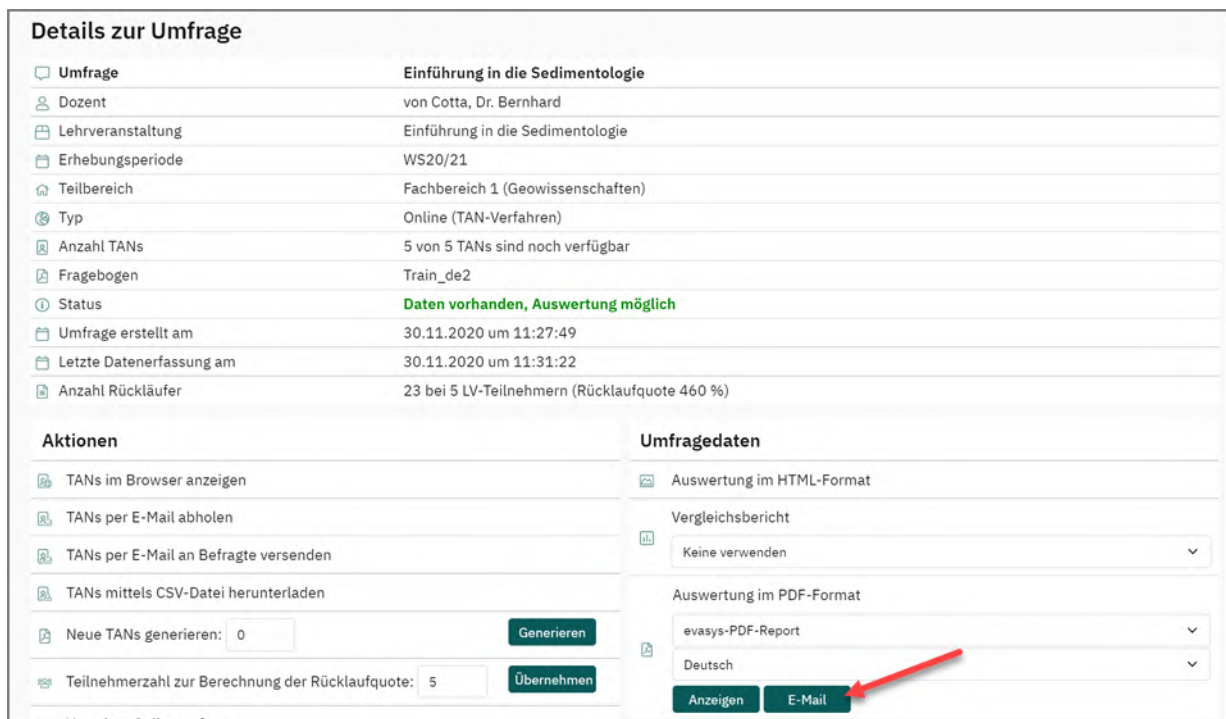 Details zur Umfrage
Umfrage Einführung in die Sedimentologie
Dozent von Cotta, Dr. Bernhard
Lehrveranstaltung Einführung in die Sedimentologie
Erhebungsperiode WS20/21
Teilbereich Fachbereich 1 (Geowissenschaften)
Typ Online (TAN-Verfahren)
Anzahl TANs 5 von 5 TANs sind noch verfügbar
Fragebogen Train_de2
Status Daten vorhanden, Auswertung möglich
Umfrage erstellt am 30.11.2020 um 11:27:49
Letzte Datenerfassung am 30.11.2020 um 11:31:22
Anzahl Rückläufer 23 bei 5 LV-Teilnehmern (Rücklaufquote 460 %)
Aktionen
TANs im Browser anzeigen
TANs per E-Mail abholen
TANs per E-Mail an Befragte versenden
TANs mittels CSV-Datei herunterladen
Neue TANs generieren: 0 Generieren
Teilnehmerzahl zur Berechnung der Rücklaufquote: 5 Übernehmen
Umfragedaten
Auswertung im HTML-Format
Vergleichsbericht
Keine verwenden
Auswertung im PDF-Format
evasys-PDF-Report
Deutsch
Anzeigen E-Mail